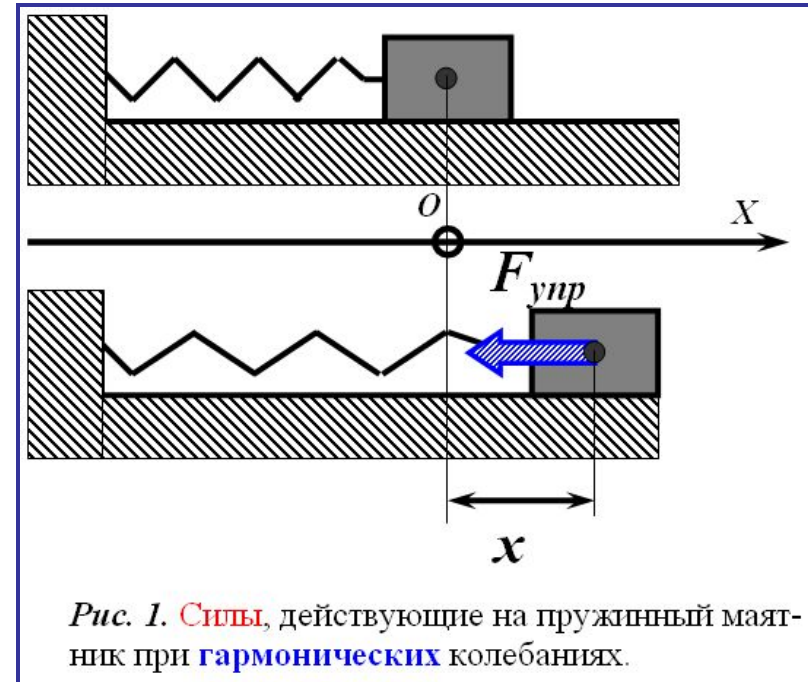 O X
Fупр
x
Рис. 1. Силы, действующие на пружинный маят-
ник при гармонических колебаниях.